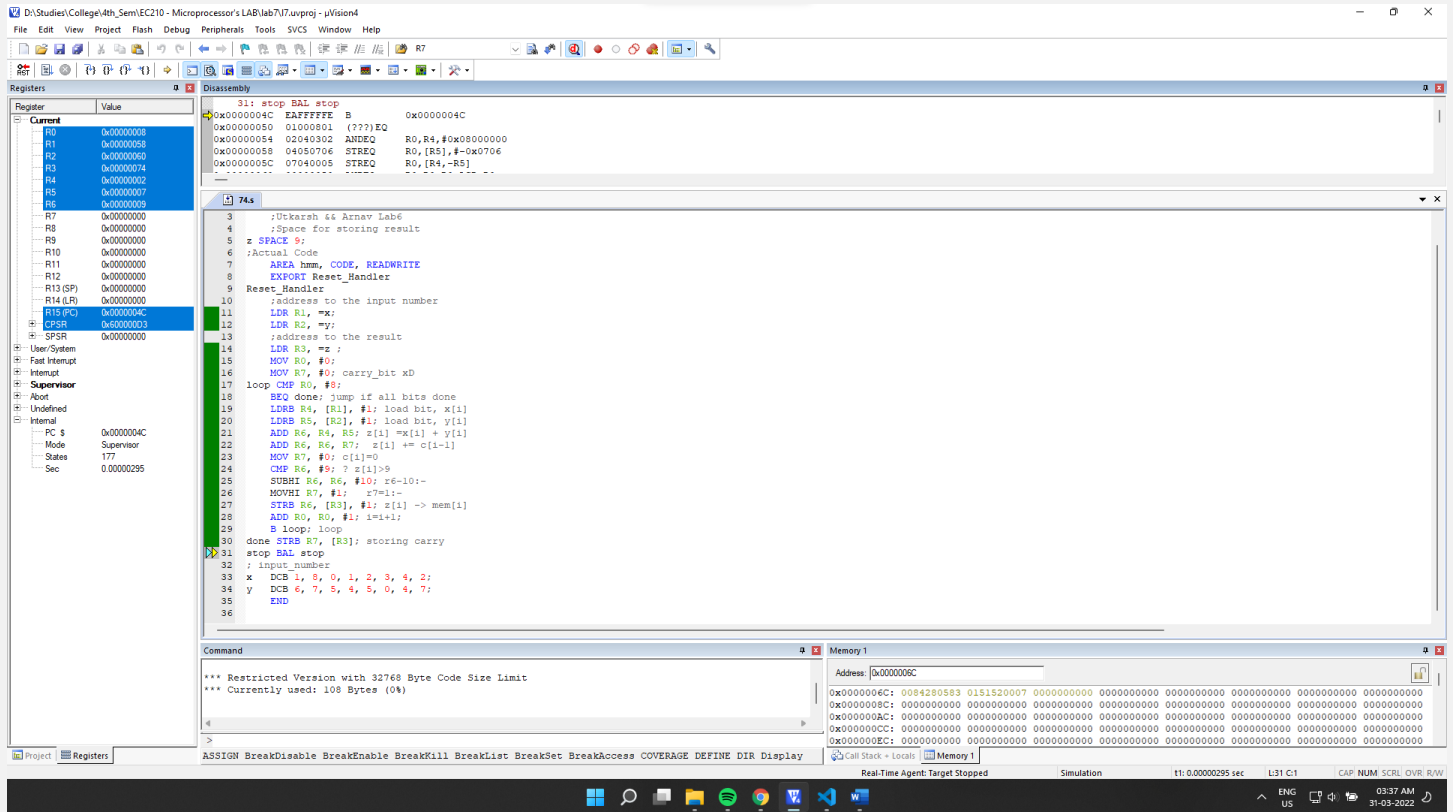 D:\Studies\College\4th_Sem\EC210 - Microprocessor's LAB\lab7\l7.uvproj - µVision4
File Edit View Project Flash Debug Peripherals Tools SVCS Window Help
R7
RST
Registers
Register Value
Current
R0 0x00000008
R1 0x00000058
R2 0x00000060
R3 0x00000074
R4 0x00000002
R5 0x00000007
R6 0x00000009
R7 0x00000000
R8 0x00000000
R9 0x00000000
R10 0x00000000
R11 0x00000000
R12 0x00000000
R13 (SP) 0x00000000
R14 (LR) 0x00000000
R15 (PC) 0x0000004C
CPSR 0x600000D3
SPSR 0x00000000
User/System
Fast Interrupt
Interrupt
Supervisor
Abort
Undefined
Internal
PC $ 0x0000004C
Mode Supervisor
States 177
Sec 0.00000295
Project Registers
Disassembly
31: stop BAL stop
0x0000004C EAFFFFFE B 0x0000004C
0x00000050 01000801 (???)EQ
0x00000054 02040302 ANDEQ R0,R4,#0x08000000
0x00000058 04050706 STREQ R0,[R5],#-0x0706
0x0000005C 07040005 STREQ R0,[R4,-R5]
74.s
3 ;Utkarsh && Arnav Lab6
4 ;Space for storing result
5 z SPACE 9;
6 ;Actual Code
7 AREA hmm, CODE, READWRITE
8 EXPORT Reset_Handler
9 Reset_Handler
10 ;address to the input number
11 LDR R1, =x;
12 LDR R2, =y;
13 ;address to the result
14 LDR R3, =z ;
15 MOV R0, #0;
16 MOV R7, #0; carry_bit xD
17 loop CMP R0, #8;
18 BEQ done; jump if all bits done
19 LDRB R4, [R1], #1; load bit, x[i]
20 LDRB R5, [R2], #1; load bit, y[i]
21 ADD R6, R4, R5; z[i] =x[i] + y[i]
22 ADD R6, R6, R7; z[i] += c[i-1]
23 MOV R7, #0; c[i]=0
24 CMP R6, #9; ? z[i]>9
25 SUBHI R6, R6, #10; r6-10:-
26 MOVHI R7, #1; r7=1:-
27 STRB R6, [R3], #1; z[i] -> mem[i]
28 ADD R0, R0, #1; i=i+1;
29 B loop; loop
30 done STRB R7, [R3]; storing carry
31 stop BAL stop
32 ; input_number
33 x DCB 1, 8, 0, 1, 2, 3, 4, 2;
34 y DCB 6, 7, 5, 4, 5, 0, 4, 7;
35 END
36
Command
*** Restricted Version with 32768 Byte Code Size Limit
*** Currently used: 108 Bytes (0%)
>
ASSIGN BreakDisable BreakEnable BreakKill BreakList BreakSet BreakAccess COVERAGE DEFINE DIR Display
Memory 1
Address: 0x0000006C
0x0000006C: 0084280583 0151520007 0000000000 0000000000 0000000000 0000000000 0000000000 0000000000
0x0000008C: 0000000000 0000000000 0000000000 0000000000 0000000000 0000000000 0000000000 0000000000
0x000000AC: 0000000000 0000000000 0000000000 0000000000 0000000000 0000000000 0000000000 0000000000
0x000000CC: 0000000000 0000000000 0000000000 0000000000 0000000000 0000000000 0000000000 0000000000
0x000000EC: 0000000000 0000000000 0000000000 0000000000 0000000000 0000000000 0000000000 0000000000
Call Stack + Locals Memory 1
Real-Time Agent: Target Stopped Simulation t1: 0.00000295 sec L:31 C:1 CAP NUM SCRL OVR R/W
ENG
US
03:37 AM
31-03-2022